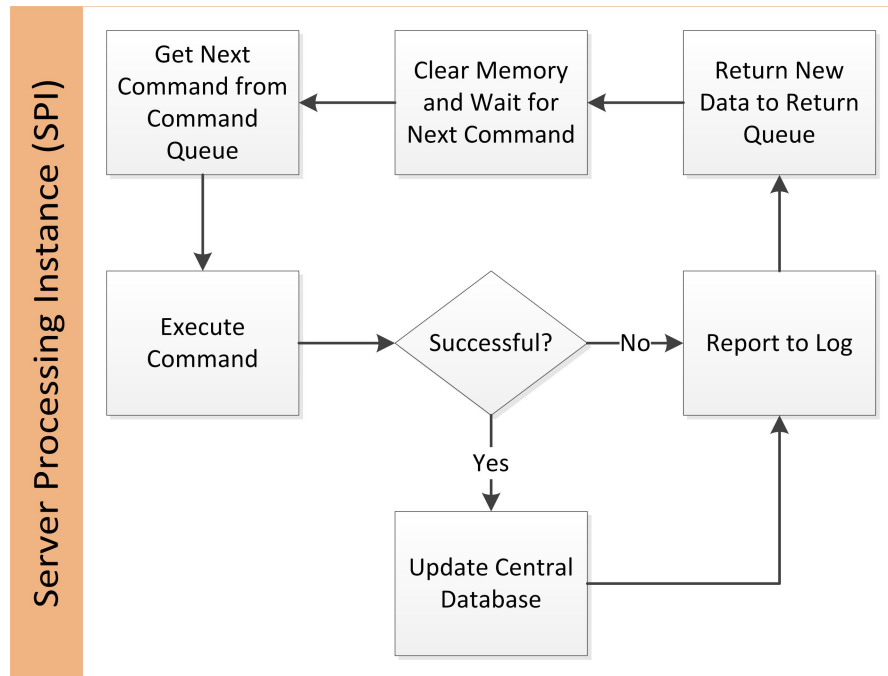 Server Processing Instance (SPI)
Get Next
Command from
Command
Queue
Clear Memory
and Wait for
Next Command
Return New
Data to Return
Queue
Execute
Command
Successful?
No
Report to Log
Yes
Update Central
Database